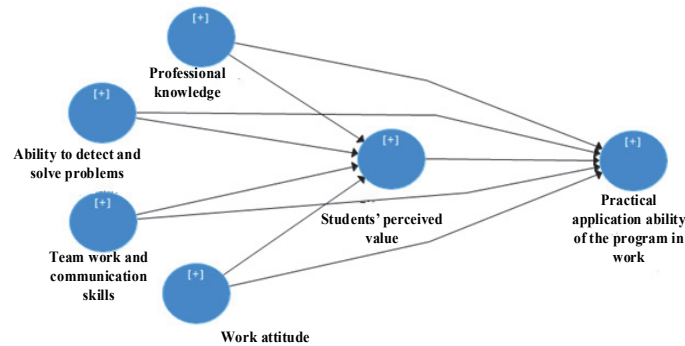 [+]
Professional
knowledge
[+]
Ability to detect and
solve problems
[+]
Team work and
communication
skills
[+]
Work attitude
[+]
Students’ perceived
value
[+]
Practical
application ability
of the program in
work